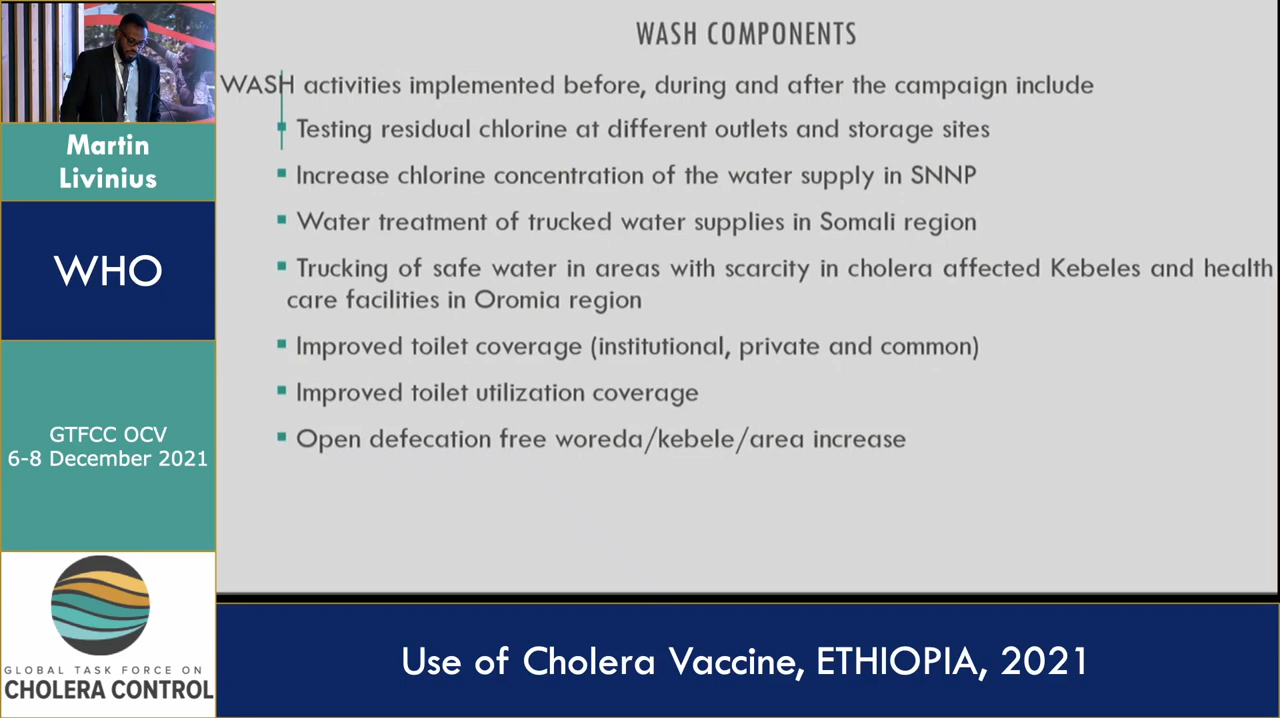 Martin
Livinius
WHO
GTFCC OCV
6-8 December 2021
GLOBAL TASK FORCE ON
CHOLERA CONTROL
WASH COMPONENTS
WASH activities implemented before, during and after the campaign include
Testing residual chlorine at different outlets and storage sites
Increase chlorine concentration of the water supply in SNNP
Water treatment of trucked water supplies in Somali region
Trucking of safe water in areas with scarcity in cholera affected Kebeles and health
care facilities in Oromia region
Improved toilet coverage (institutional, private and common)
Improved toilet utilization coverage
Open defecation free woreda/kebele/area increase
Use of Cholera Vaccine, ETHIOPIA, 2021